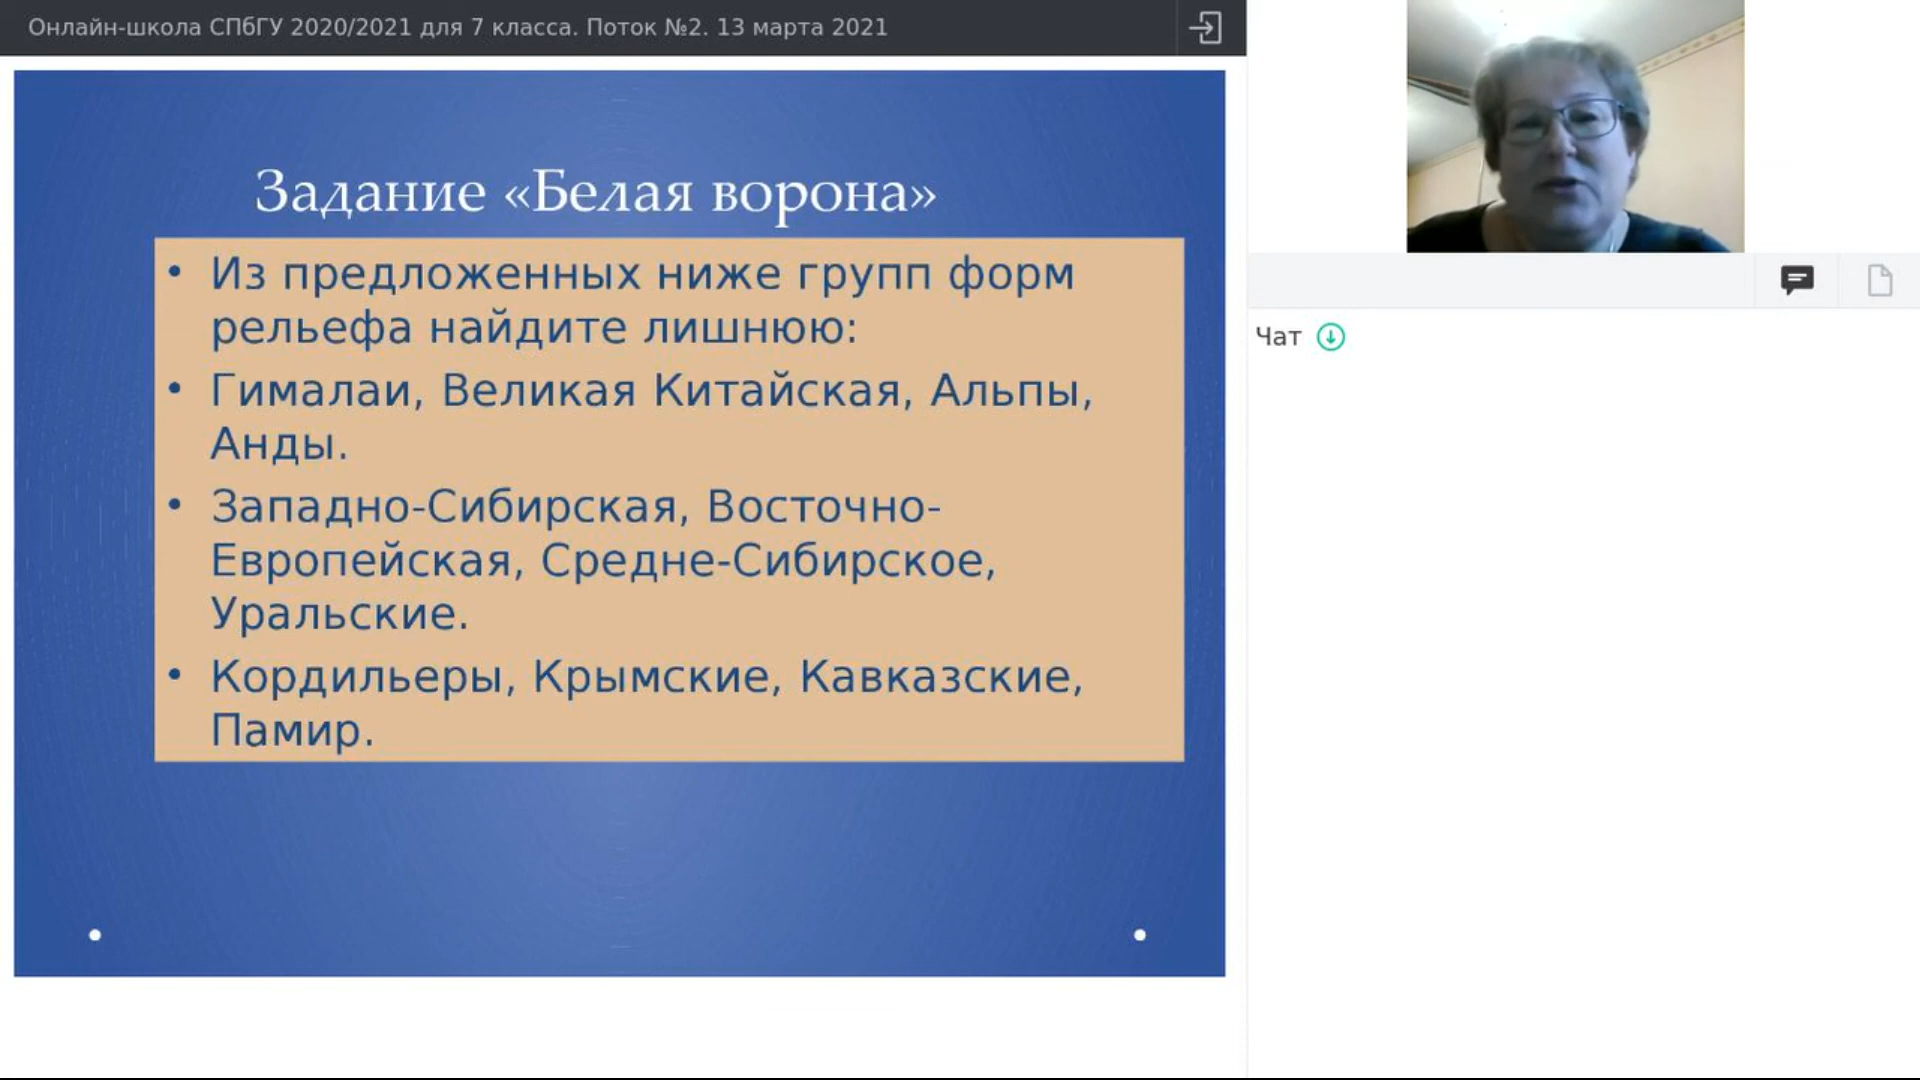 Онлайн-школа СПбГУ 2020/2021 для 7 класса. Поток №2. 13 марта 2021
Задание «Белая ворона»
• Из предложенных ниже групп форм
рельефа найдите лишнюю:
• Гималаи, Великая Китайская, Альпы,
Анды.
• Западно-Сибирская, Восточно-
Европейская, Средне-Сибирское,
Уральские.
• Кордильеры, Крымские, Кавказские,
Памир.
Чат